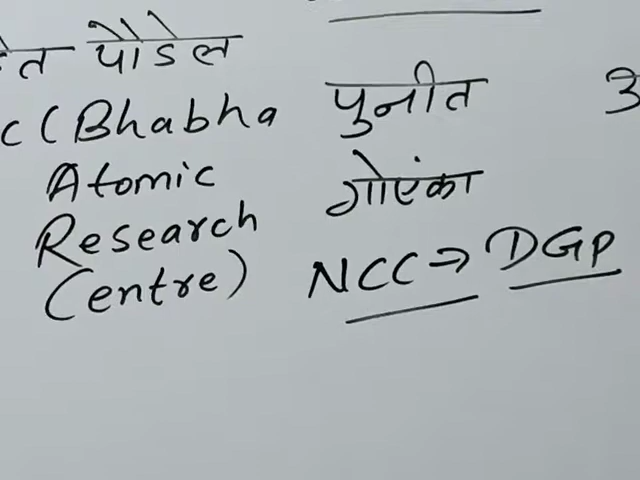 पौडेल
C (Bhabha
Atomic
Research
Centre)
पुनीत
गोएंका
NCC ⇒ DGP